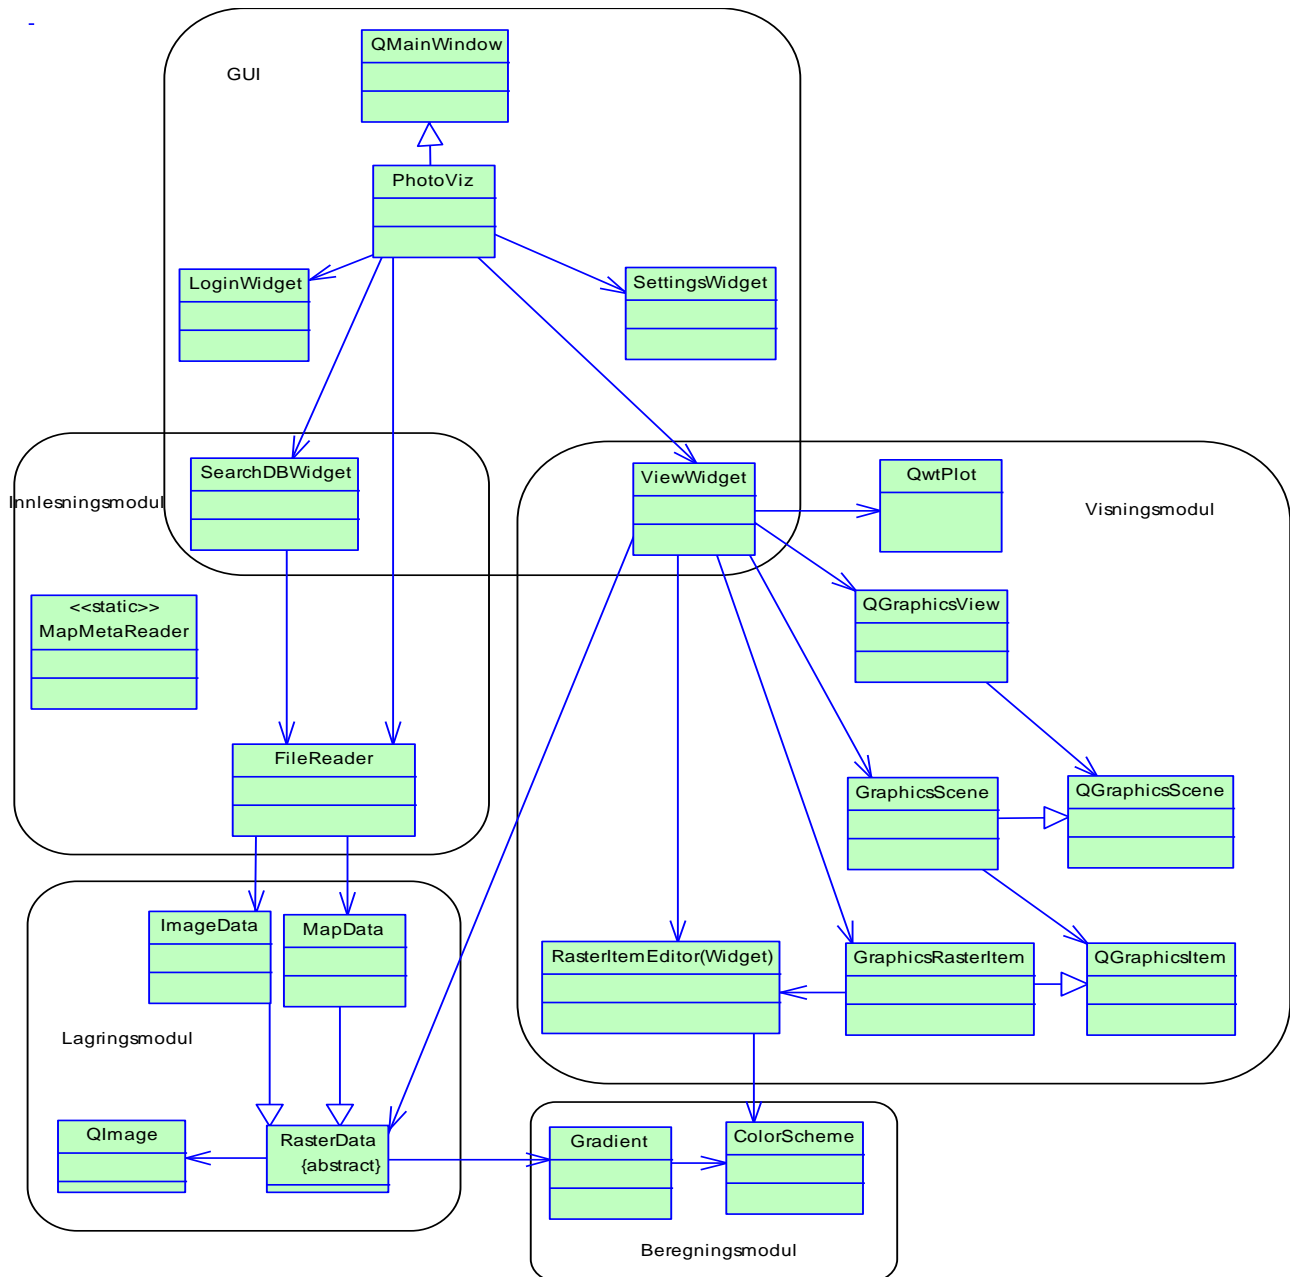 -
QMainWindow
GUI
PhotoViz
LoginWidget
SettingsWidget
SearchDBWidget
ViewWidget
QwtPlot
Innlesningsmodul
Visningsmodul
<<static>>
MapMetaReader
QGraphicsView
FileReader
GraphicsScene
QGraphicsScene
ImageData
MapData
RasterItemEditor(Widget)
GraphicsRasterItem
QGraphicsItem
Lagringsmodul
QImage
RasterData
{abstract}
Gradient
ColorScheme
Beregningsmodul